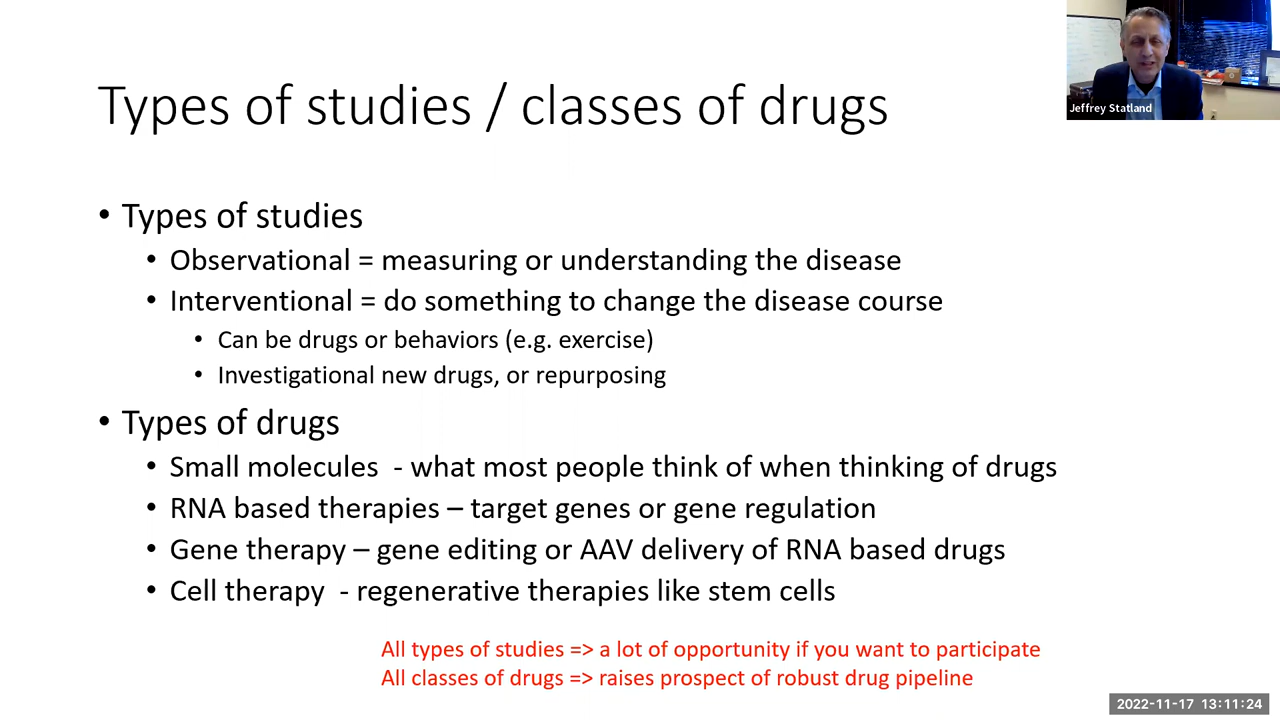 Types of studies / classes of drugs
Jeffrey Statland
• Types of studies
• Observational = measuring or understanding the disease
• Interventional = do something to change the disease course
• Can be drugs or behaviors (e.g. exercise)
• Investigational new drugs, or repurposing
• Types of drugs
• Small molecules - what most people think of when thinking of drugs
• RNA based therapies – target genes or gene regulation
• Gene therapy – gene editing or AAV delivery of RNA based drugs
• Cell therapy - regenerative therapies like stem cells
All types of studies => a lot of opportunity if you want to participate
All classes of drugs => raises prospect of robust drug pipeline
2022-11-17 13:11:24